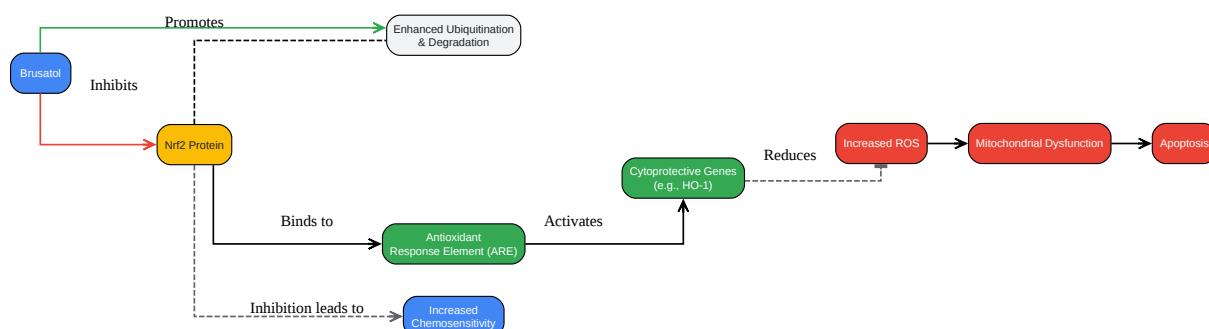 Promotes
Enhanced Ubiquitination
& Degradation
Brusatol
Inhibits
Nrf2 Protein
Increased ROS
Mitochondrial Dysfunction
Apoptosis
Reduces
Cytoprotective Genes
(e.g., HO-1)
Binds to
Antioxidant
Response Element (ARE)
Activates
Inhibition leads to
Increased
Chemosensitivity